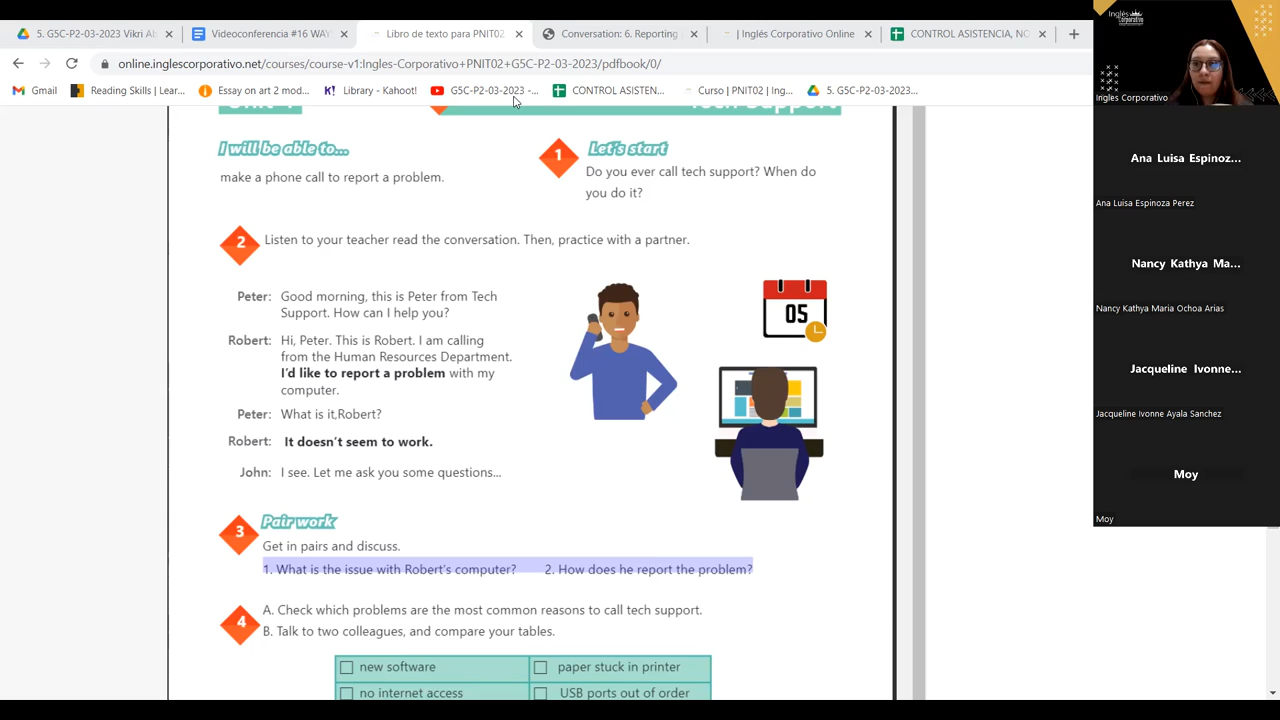 5. G5C-P2-03-2023 Vikri Ab
Videoconferencia #16 WAY
Libro de texto para PNIT02
Conversation: 6. Reporting
| Inglés Corporativo Online
CONTROL ASISTENCIA, NO
online.inglescorporativo.net/courses/course-v1:Ingles-Corporativo+PNIT02+G5C-P2-03-2023/pdfbook/0/
Gmail
Reading Skills | Lear...
Essay on art 2 mod...
Library - Kahoot!
G5C-P2-03-2023 -...
CONTROL ASISTEN...
Curso | PNIT02 | Ing...
5. G5C-P2-03-2023...
Tech Support
I will be able to...
make a phone call to report a problem.
1
Let's start
Do you ever call tech support? When do
you do it?
2
Listen to your teacher read the conversation. Then, practice with a partner.
Peter: Good morning, this is Peter from Tech
Support. How can I help you?
Robert: Hi, Peter. This is Robert. I am calling
from the Human Resources Department.
I'd like to report a problem with my
computer.
Peter: What is it,Robert?
Robert: It doesn't seem to work.
John: I see. Let me ask you some questions...
05
3
Pair work
Get in pairs and discuss.
1. What is the issue with Robert's computer? 2. How does he report the problem?
4
A. Check which problems are the most common reasons to call tech support.
B. Talk to two colleagues, and compare your tables.
new software
paper stuck in printer
no internet access
USB ports out of order
Inglés
Corporativo
Ingles Corporativo
Ana Luisa Espinoz...
Ana Luisa Espinoza Perez
Nancy Kathya Ma...
Nancy Kathya Maria Ochoa Arias
Jacqueline Ivonne...
Jacqueline Ivonne Ayala Sanchez
Moy
Moy